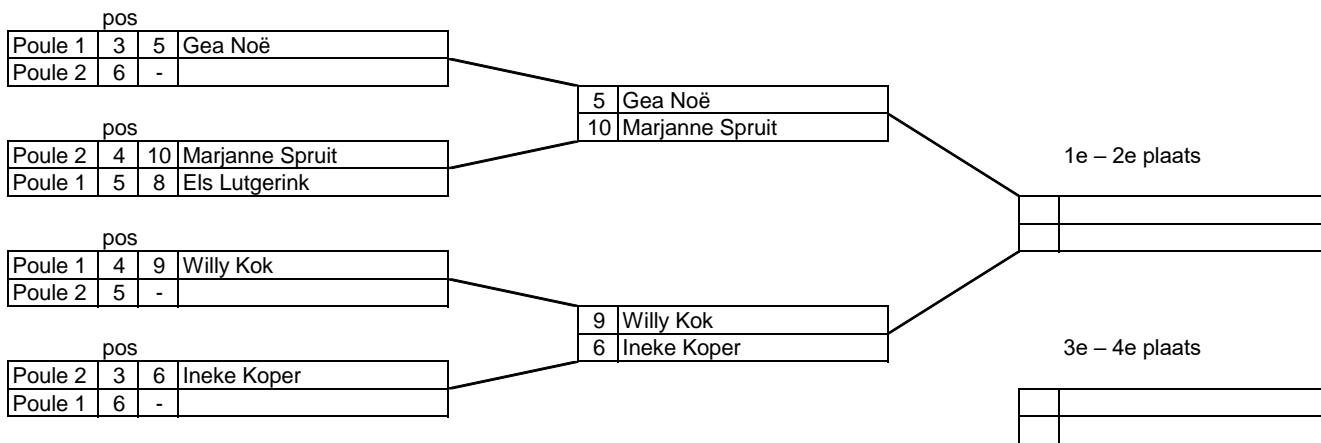 pos
Poule 1 3 5 Gea Noë
Poule 2 6 -
pos
Poule 2 4 10 Marjanne Spruit
Poule 1 5 8 Els Lutgerink
pos
Poule 1 4 9 Willy Kok
Poule 2 5 -
pos
Poule 2 3 6 Ineke Koper
Poule 1 6 -
5 Gea Noë
10 Marjanne Spruit
9 Willy Kok
6 Ineke Koper
1e – 2e plaats
3e – 4e plaats